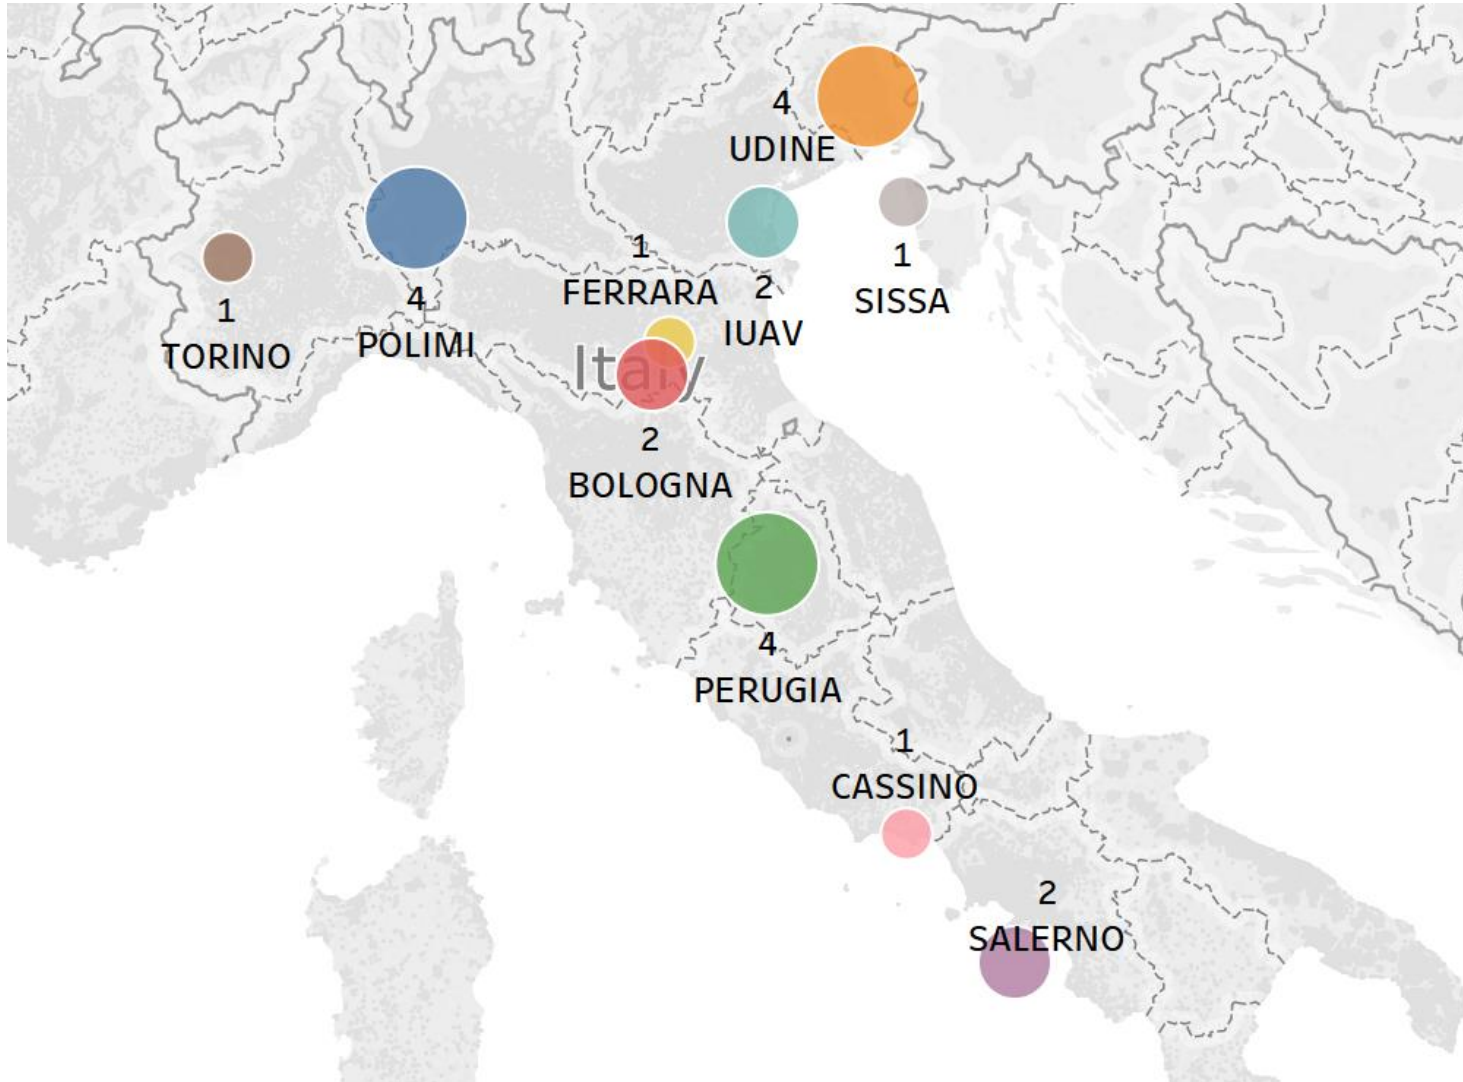 4
UDINE
1
FERRARA
1
SISSA
2
IUAV
1
TORINO
4
POLIMI
Italy
2
BOLOGNA
4
PERUGIA
1
CASSINO
2
SALERNO